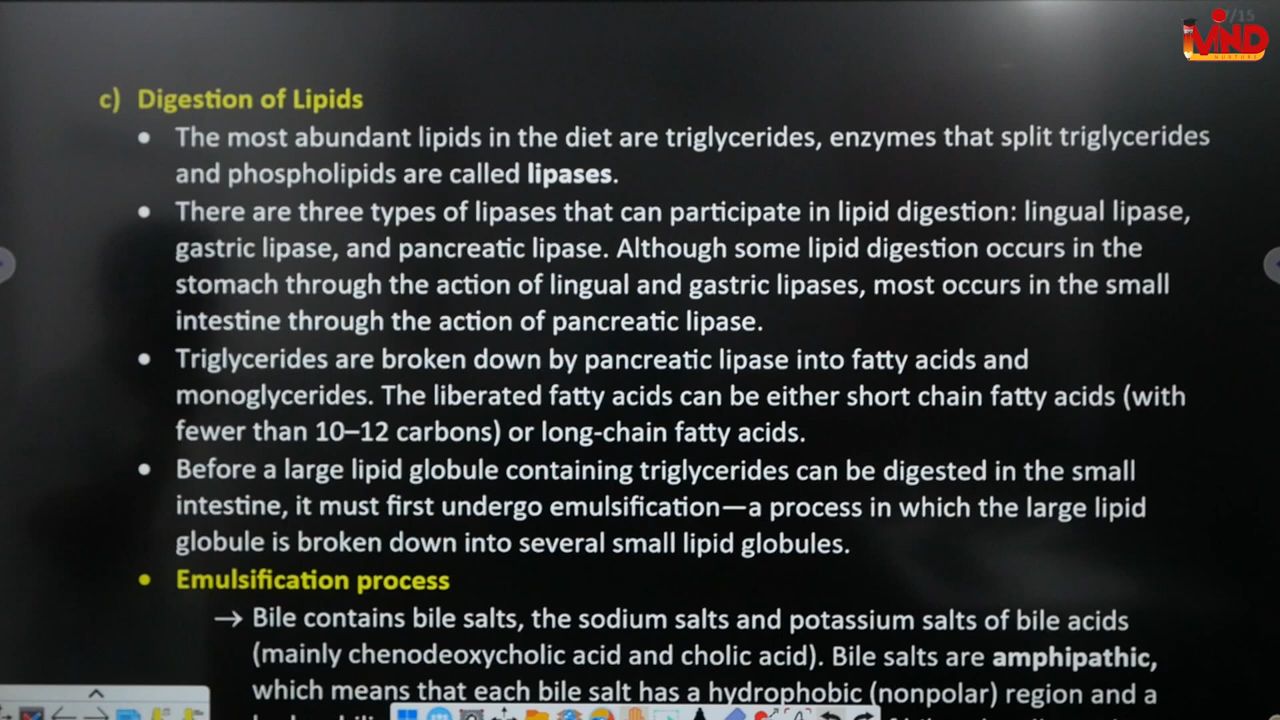 7/15
MIND
NURTURE
c) Digestion of Lipids
• The most abundant lipids in the diet are triglycerides, enzymes that split triglycerides
and phospholipids are called lipases.
• There are three types of lipases that can participate in lipid digestion: lingual lipase,
gastric lipase, and pancreatic lipase. Although some lipid digestion occurs in the
stomach through the action of lingual and gastric lipases, most occurs in the small
intestine through the action of pancreatic lipase.
• Triglycerides are broken down by pancreatic lipase into fatty acids and
monoglycerides. The liberated fatty acids can be either short chain fatty acids (with
fewer than 10–12 carbons) or long-chain fatty acids.
• Before a large lipid globule containing triglycerides can be digested in the small
intestine, it must first undergo emulsification—a process in which the large lipid
globule is broken down into several small lipid globules.
• Emulsification process
→ Bile contains bile salts, the sodium salts and potassium salts of bile acids
(mainly chenodeoxycholic acid and cholic acid). Bile salts are amphipathic,
which means that each bile salt has a hydrophobic (nonpolar) region and a